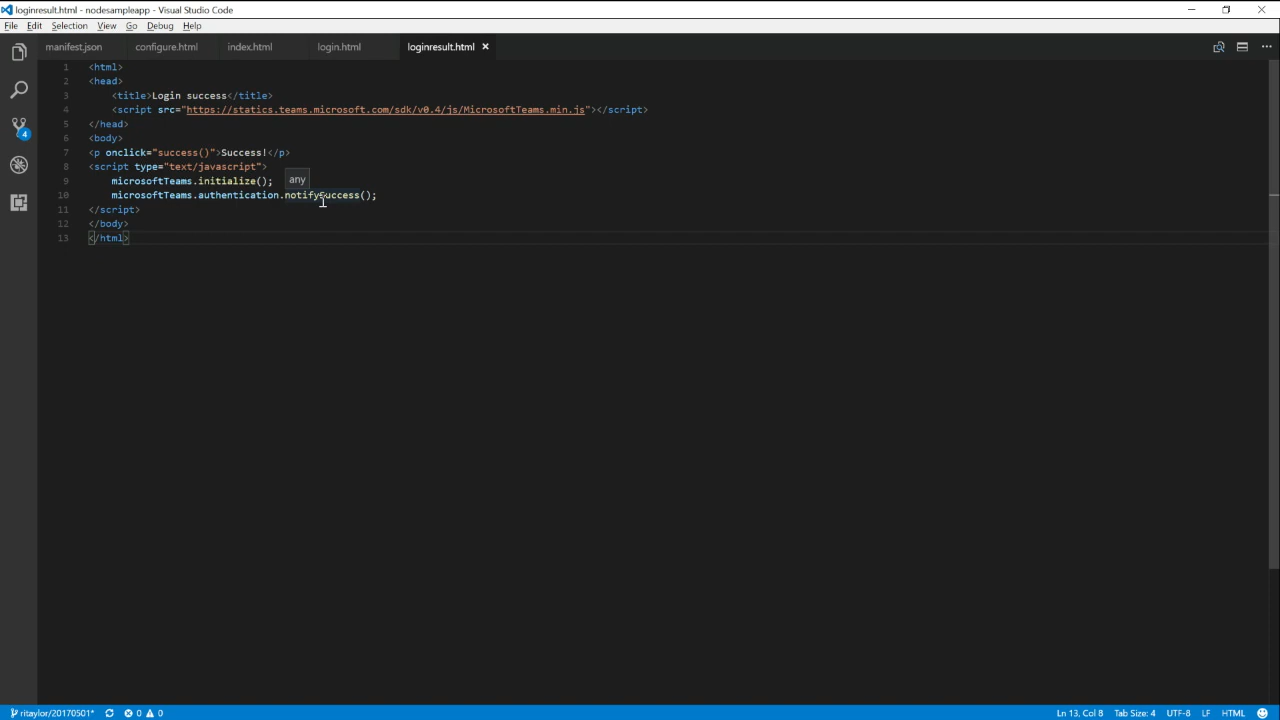 loginresult.html - nodesampleapp - Visual Studio Code
File Edit Selection View Go Debug Help
manifest.json configure.html index.html login.html loginresult.html
1 <html>
2 <head>
3 <title>Login success</title>
4 <script src="https://statics.teams.microsoft.com/sdk/v0.4/js/MicrosoftTeams.min.js"></script>
5 </head>
6 <body>
7 <p onclick="success()">Success!</p>
8 <script type="text/javascript">
any
9 microsoftTeams.initialize();
10 microsoftTeams.authentication.notifySuccess();
11 </script>
12 </body>
13 </html>
4
ritaylor/20170501* 0 0 Ln 13, Col 8 Tab Size: 4 UTF-8 LF HTML